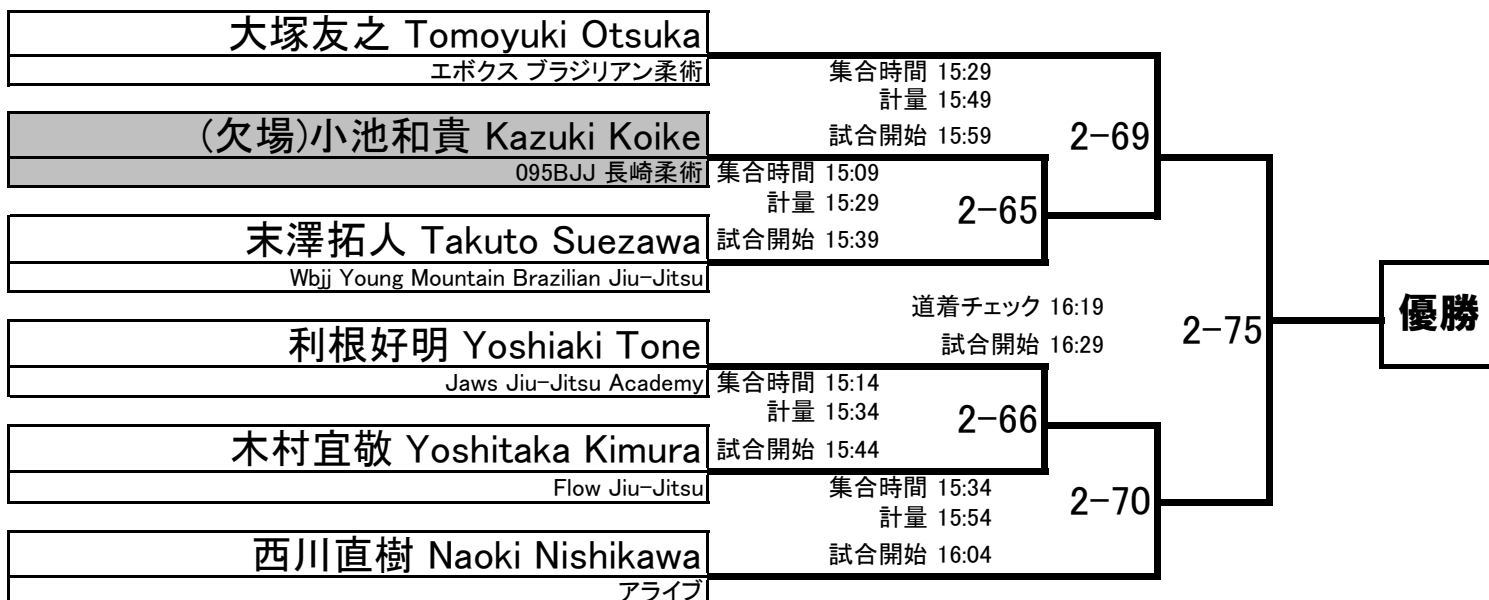 大塚友之 Tomoyuki Otsuka
エボクス ブラジリアン柔術
集合時間 15:29
計量 15:49
試合開始 15:59
2-69
(欠場)小池和貴 Kazuki Koike
095BJJ 長崎柔術
集合時間 15:09
計量 15:29
試合開始 15:39
2-65
末澤拓人 Takuto Suezawa
Wbjj Young Mountain Brazilian Jiu-Jitsu
道着チェック 16:19
試合開始 16:29
2-75
優勝
利根好明 Yoshiaki Tone
Jaws Jiu-Jitsu Academy
集合時間 15:14
計量 15:34
試合開始 15:44
2-66
木村宜敬 Yoshitaka Kimura
Flow Jiu-Jitsu
集合時間 15:34
計量 15:54
試合開始 16:04
2-70
西川直樹 Naoki Nishikawa
アライブ